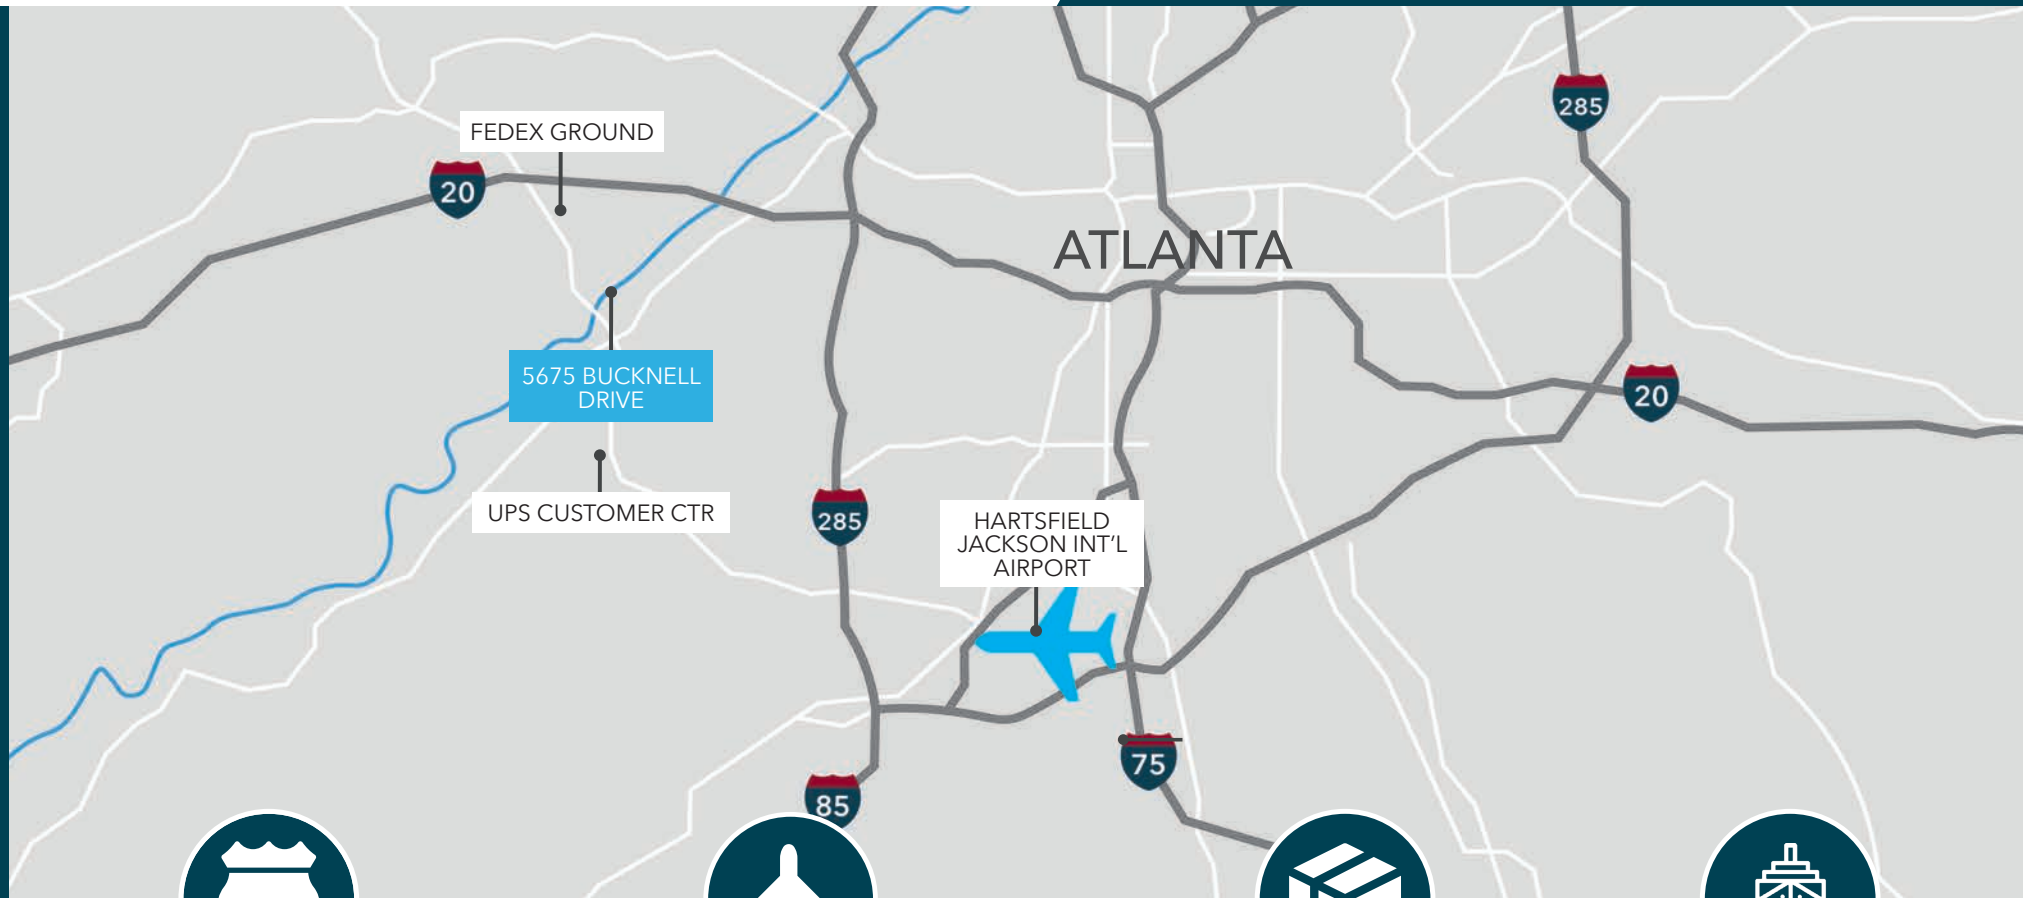 285
FEDEX GROUND
20
ATLANTA
5675 BUCKNELL
DRIVE
20
UPS CUSTOMER CTR
285
HARTSFIELD
JACKSON INT'L
AIRPORT
75
85